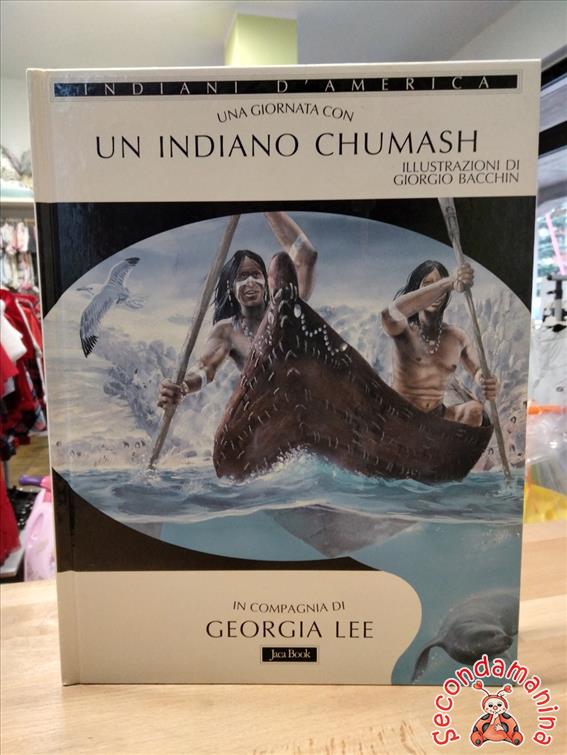 INDIANI D'AMERICA
UNA GIORNATA CON
UN INDIANO CHUMASH
ILLUSTRAZIONI DI
GIORGIO BACCHIN
IN COMPAGNIA DI
GEORGIA LEE
Jaca Book
Secondamanina